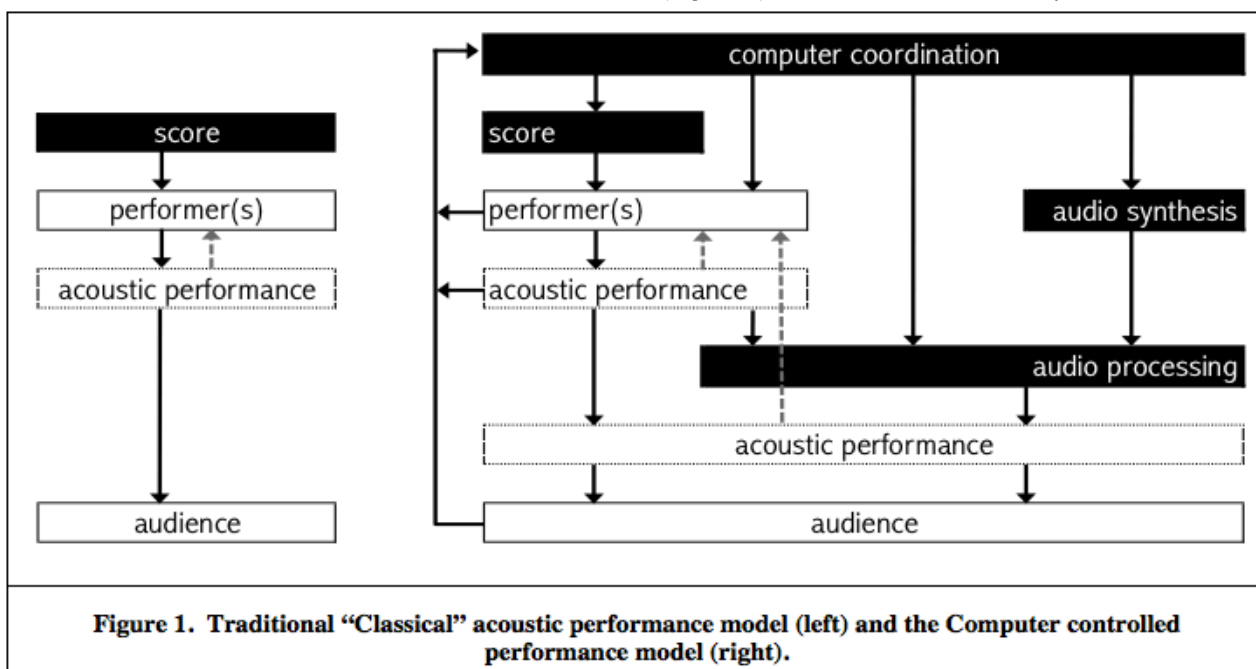 computer coordination
score
score
performer(s)
performer(s)
audio synthesis
acoustic performance
acoustic performance
audio processing
acoustic performance
audience
audience
Figure 1. Traditional “Classical” acoustic performance model (left) and the Computer controlled
performance model (right).